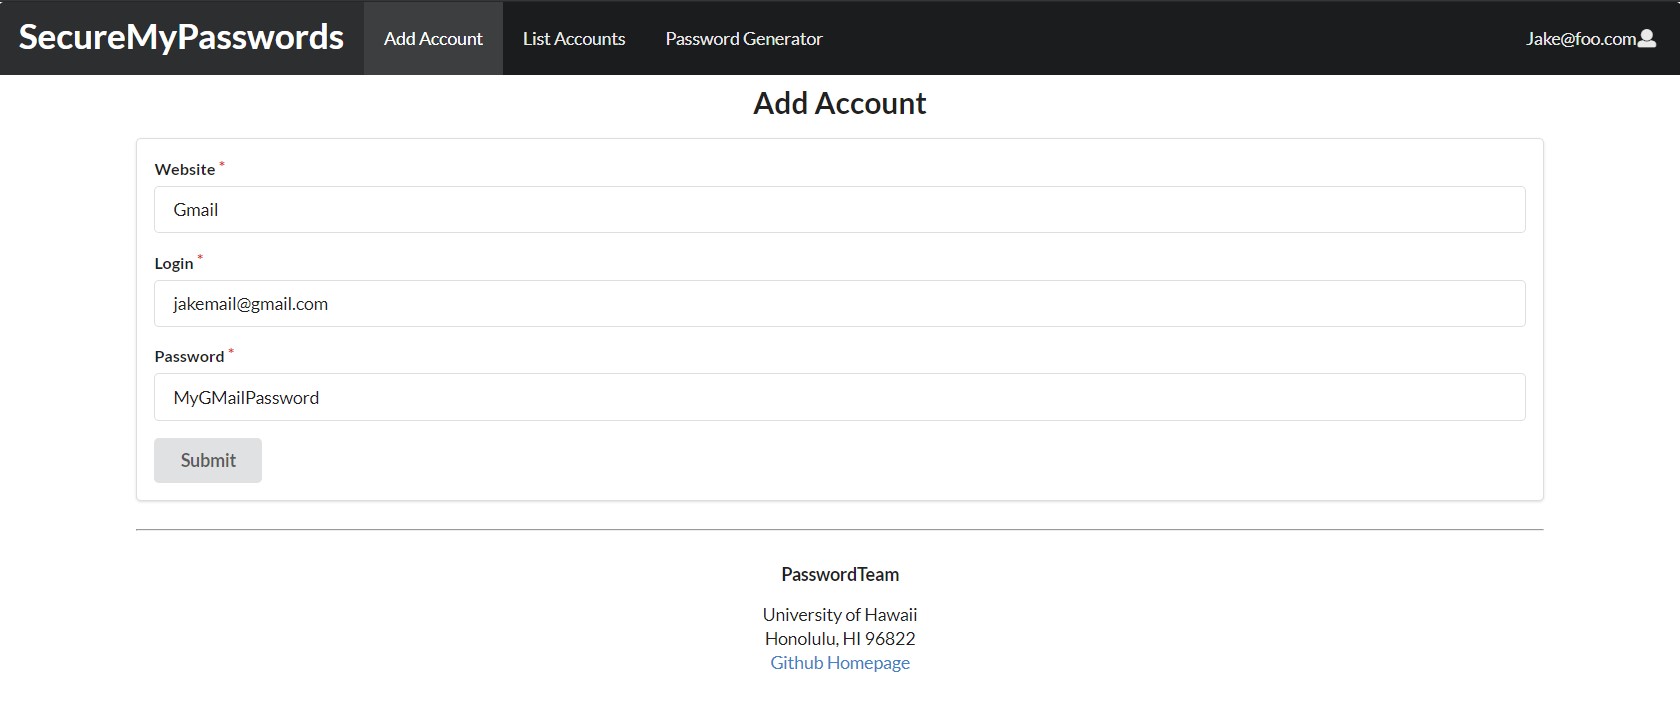 SecureMyPasswords Add Account List Accounts Password Generator Jake@foo.com
Add Account
Website *
Gmail
Login *
jakemail@gmail.com
Password *
MyGMailPassword
Submit
PasswordTeam
University of Hawaii
Honolulu, HI 96822
Github Homepage